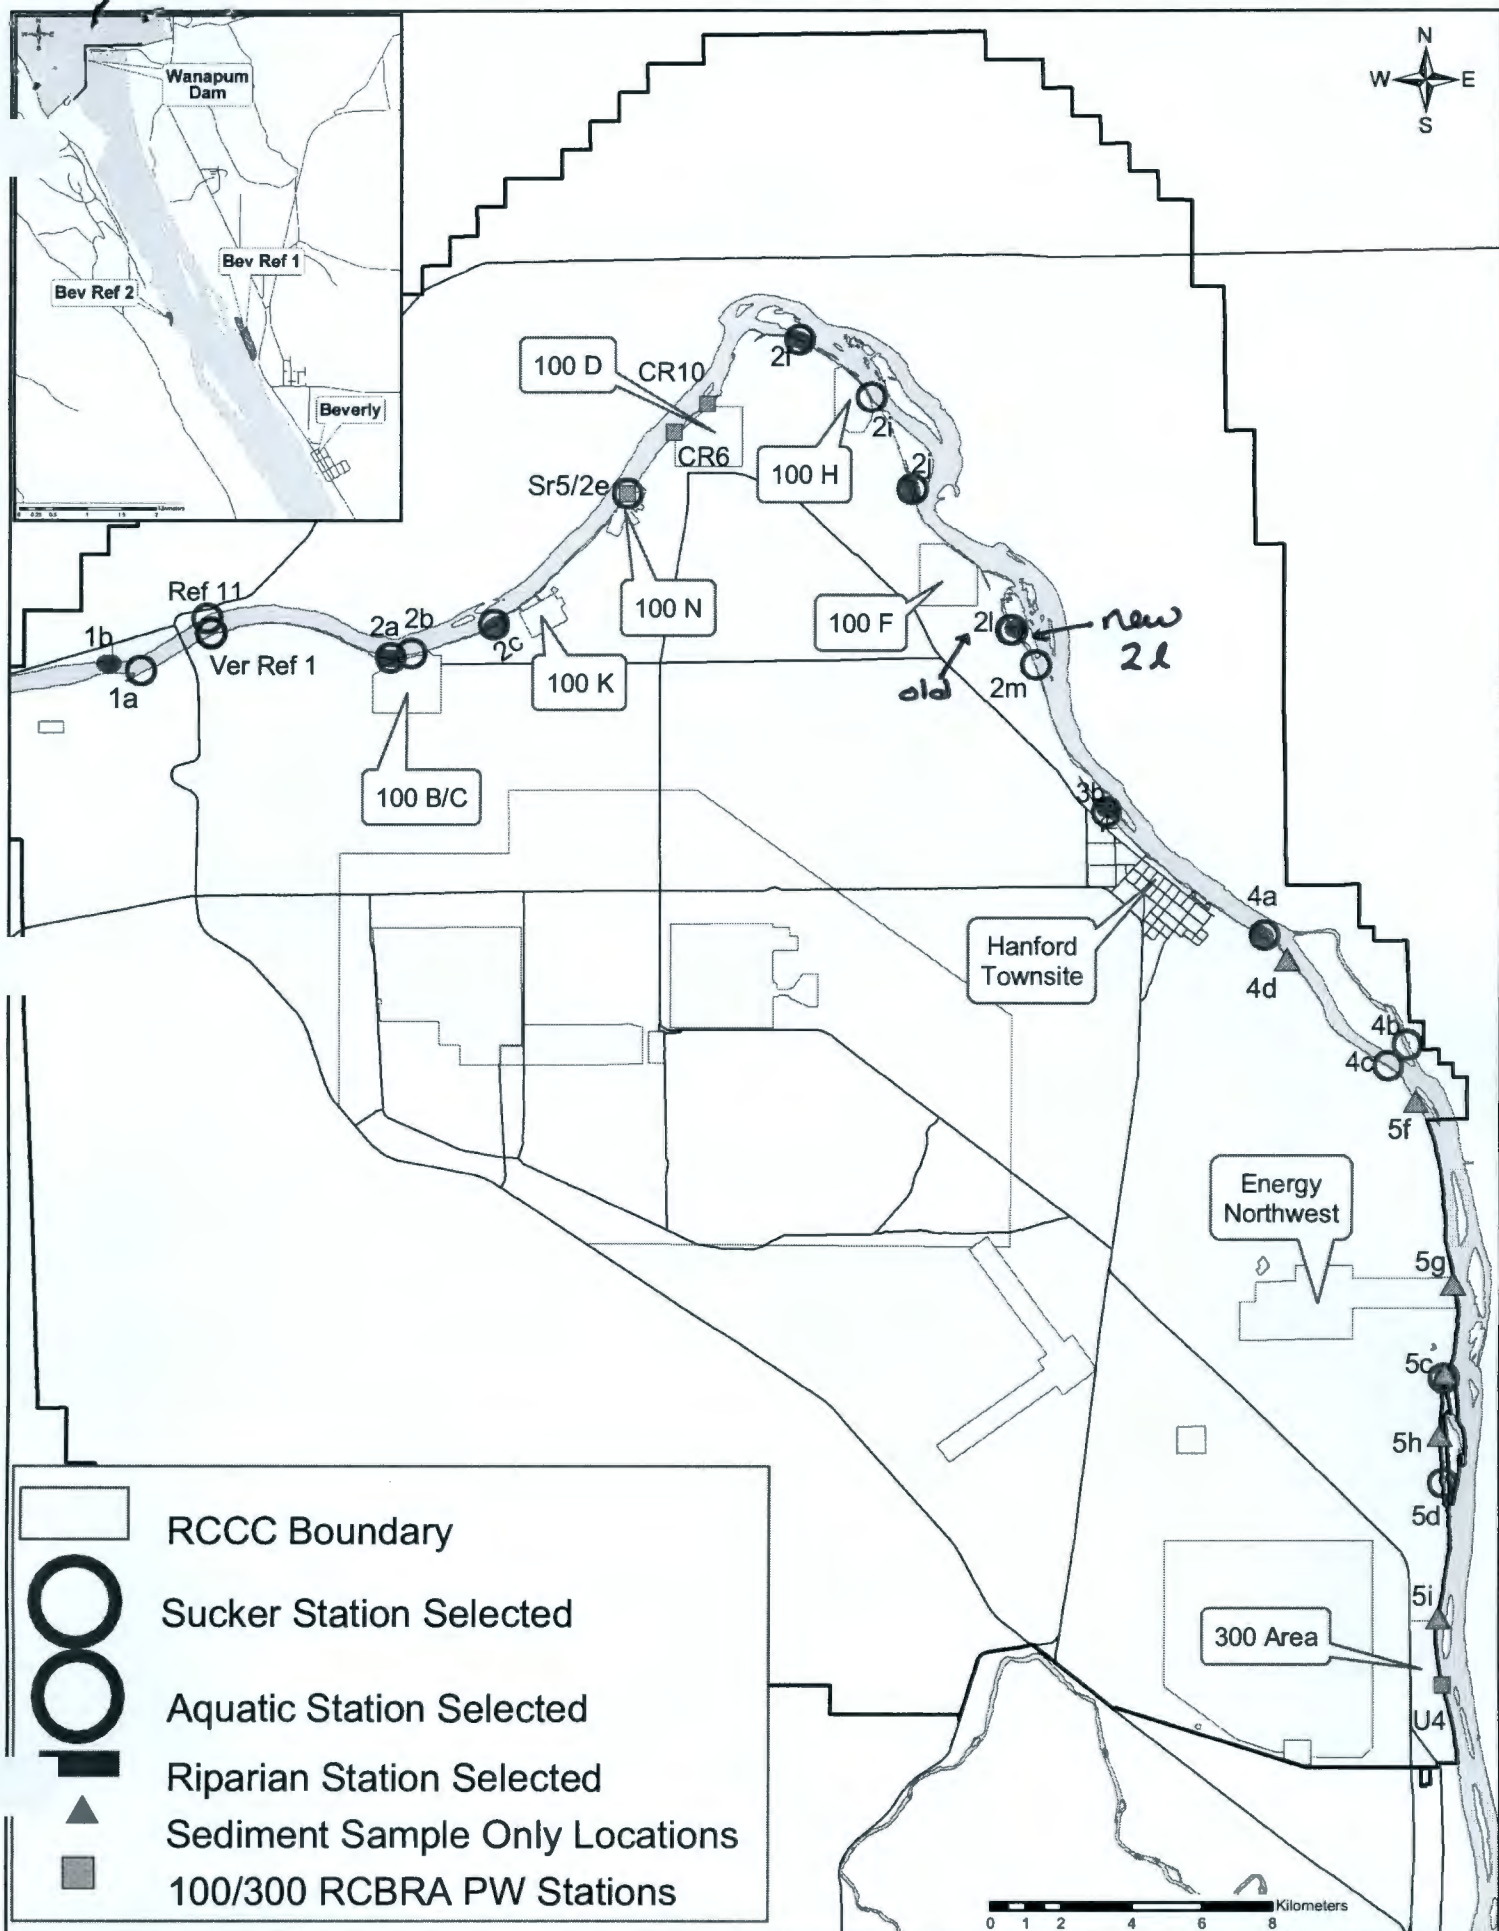 N
W E
S
Wanapum
Dam
Bev Ref 1
Bev Ref 2
Beverly
100 D
CR10
CR6
2f
2i
100 H
2j
Sr5/2e
100 N
Ref 11
Ver Ref 1
1b
1a
2a
2b
2c
100 K
100 B/C
100 F
2l
new
2l
old
2m
3b
Hanford
Townsite
4a
4d
4b
4c
5f
Energy
Northwest
5g
5c
5h
5d
5i
300 Area
U4
RCCC Boundary
Sucker Station Selected
Aquatic Station Selected
Riparian Station Selected
Sediment Sample Only Locations
100/300 RCBRA PW Stations
Kilometers
0 1 2 4 6 8